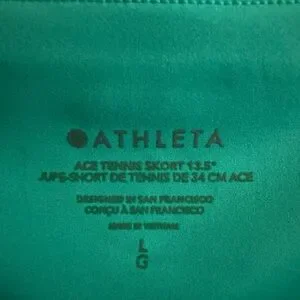 ATHLETA
ACE TENNIS SKORT 13.5"
JUPE-SHORT DE TENNIS DE 34 CM ACE
DESIGNED IN SAN FRANCISCO
CONÇU À SAN FRANCISCO
MADE IN VIETNAM
L
G